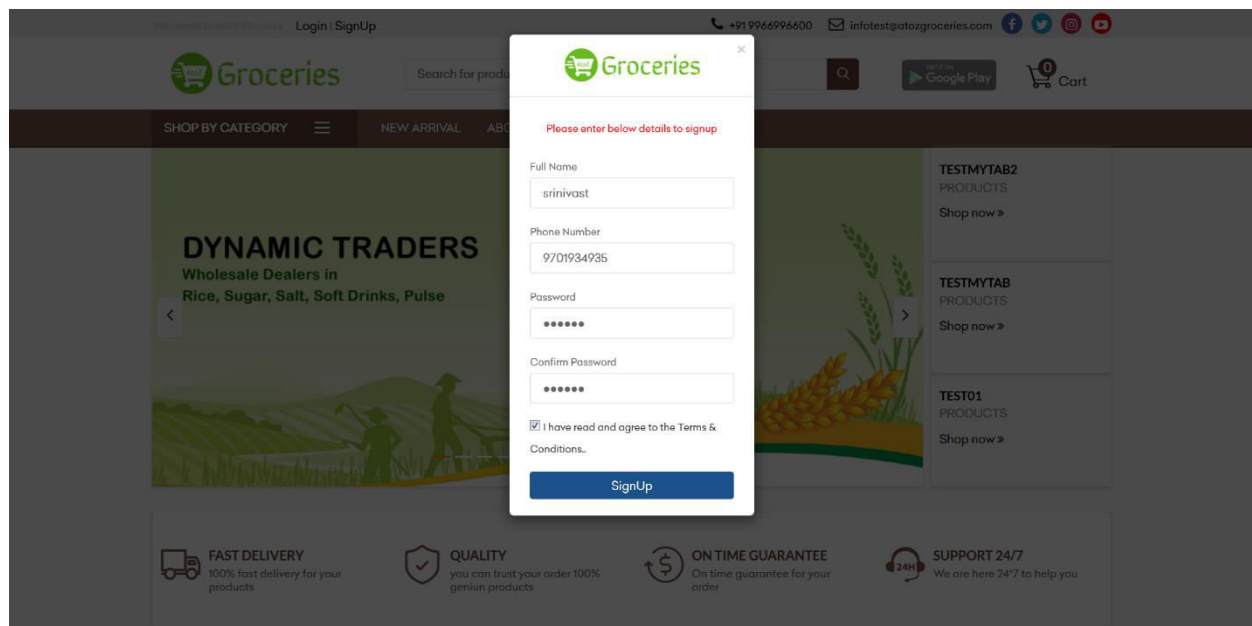 Login | SignUp
+91 9966996600
infotest@atozgroceries.com
Groceries
Search for produ
GET IT ON
Google Play
0
Cart
SHOP BY CATEGORY
NEW ARRIVAL
ABO
Groceries
×
Please enter below details to signup
Full Name
srinivast
Phone Number
9701934935
Password
Confirm Password
I have read and agree to the Terms &
Conditions..
SignUp
DYNAMIC TRADERS
Wholesale Dealers in
Rice, Sugar, Salt, Soft Drinks, Pulse
TESTMYTAB2
PRODUCTS
Shop now »
TESTMYTAB
PRODUCTS
Shop now »
TEST01
PRODUCTS
Shop now »
FAST DELIVERY
100% fast delivery for your
products
QUALITY
you can trust your order 100%
geniun products
ON TIME GUARANTEE
On time guarantee for your
order
24H
SUPPORT 24/7
We are here 24*7 to help you